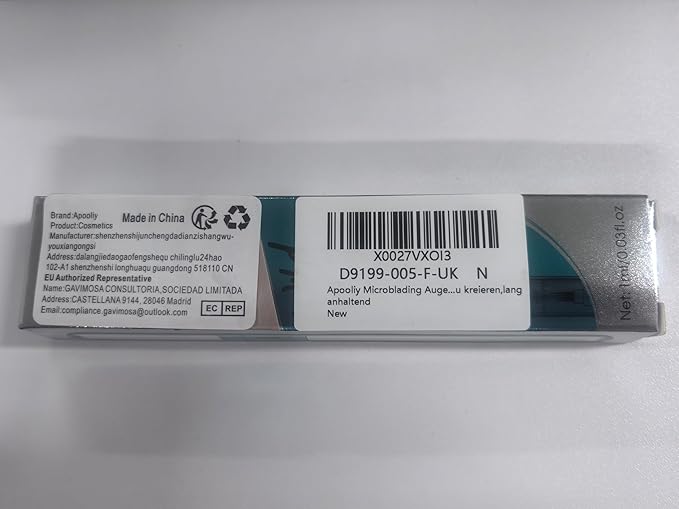 Brand:Apooliy
Product:Cosmetics
Made in China
Manufacturer:shenzhenshijunchengdadianzishangwu-
youxiangongsi
Address:dalangjiedaogaofengshequ chilinglu24hao
102-A1 shenzhenshi longhuaqu guangdong 518110 CN
EU Authorized Representative
Name:GAVIMOSA CONSULTORIA,SOCIEDAD LIMITADA
Address:CASTELLANA 9144, 28046 Madrid
Email:compliance.gavimosa@outlook.com
EC REP
X0027VXOI3
D9199-005-F-UK N
Apooliy Microblading Auge...u kreieren,lang
anhaltend
New
Net: 1ml/0.03fl.oz